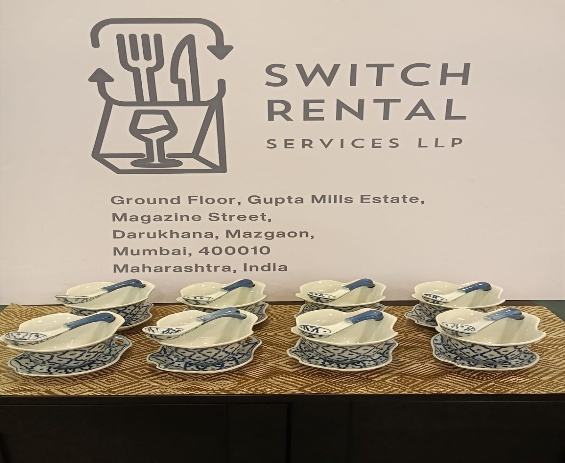 SWITCH
RENTAL
SERVICES LLP
Ground Floor, Gupta Mills Estate,
Magazine Street,
Darukhana, Mazgaon,
Mumbai, 400010
Maharashtra, India